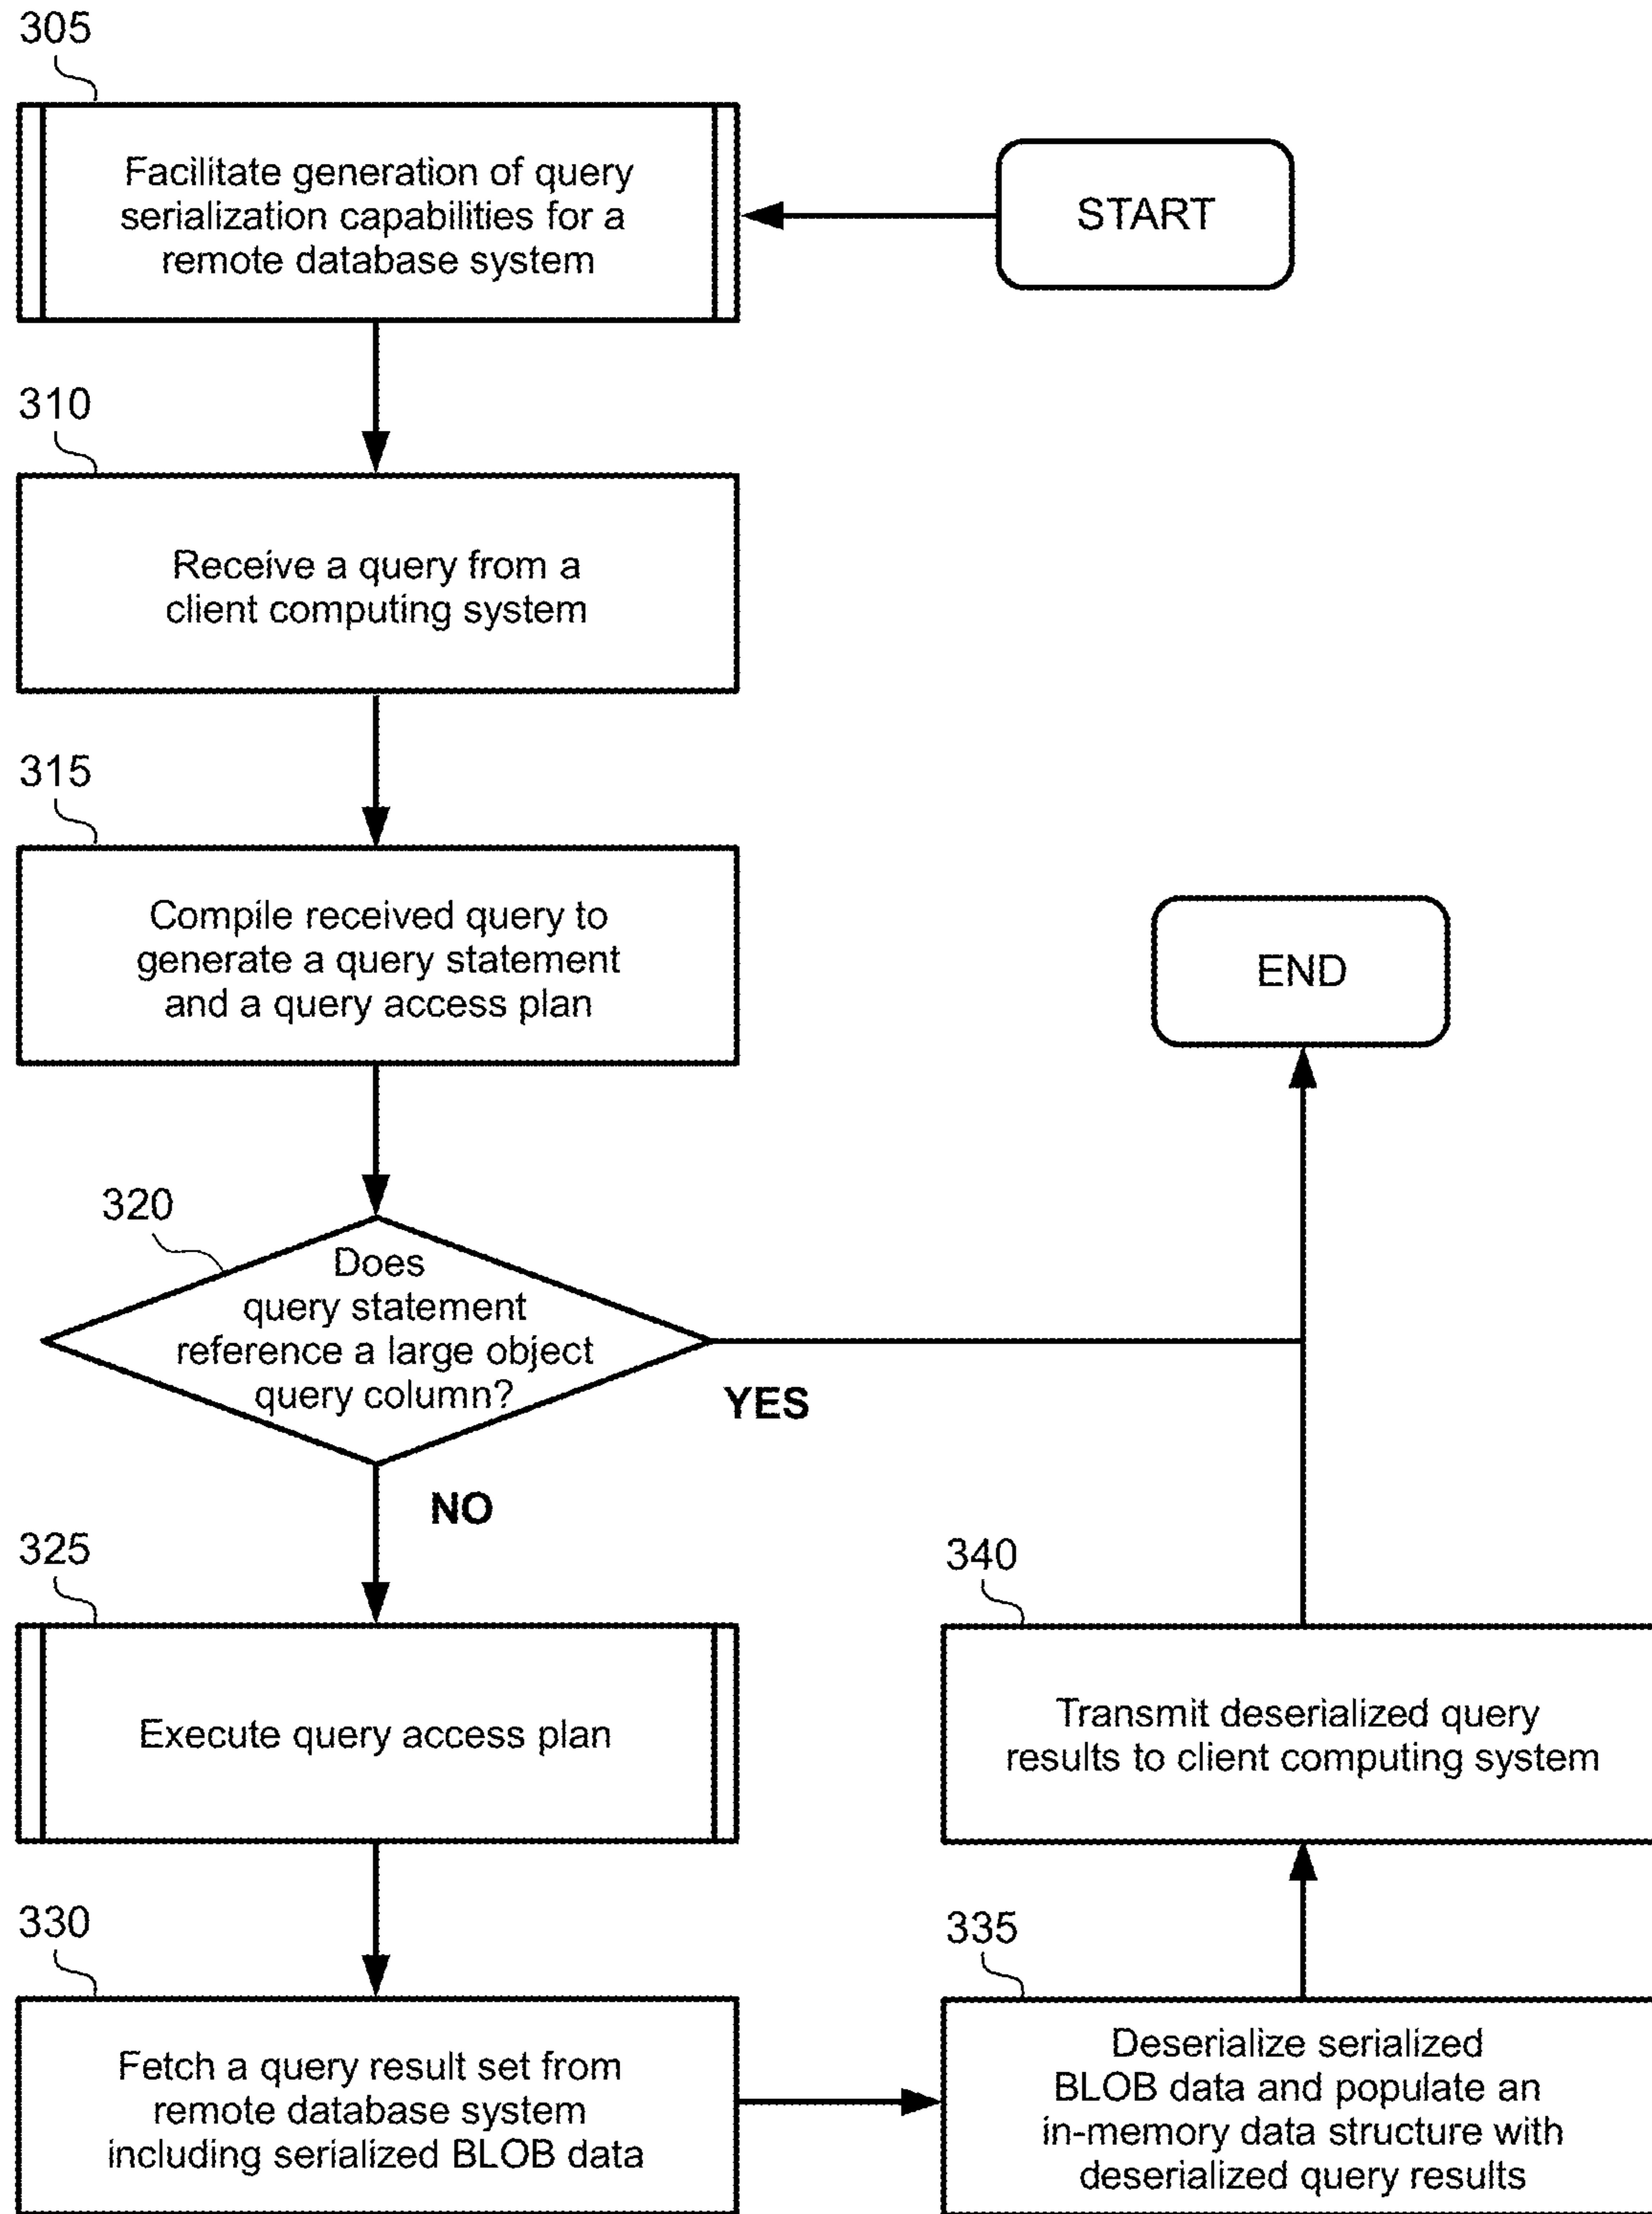 305
Facilitate generation of query
serialization capabilities for a
remote database system
START
310
Receive a query from a
client computing system
315
Compile received query to
generate a query statement
and a query access plan
END
320
Does
query statement
reference a large object
query column?
YES
NO
325
Execute query access plan
340
Transmit deserialized query
results to client computing system
330
Fetch a query result set from
remote database system
including serialized BLOB data
335
Deserialize serialized
BLOB data and populate an
in-memory data structure with
deserialized query results